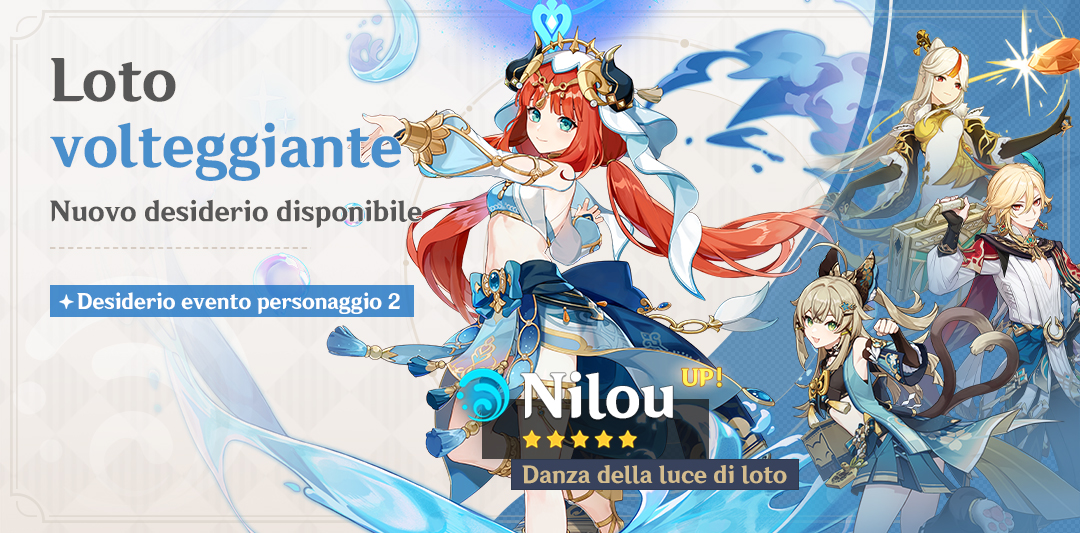 Loto
volteggiante
Nuovo desiderio disponibile
Desiderio evento personaggio 2
Nilou UP!
Danza della luce di loto